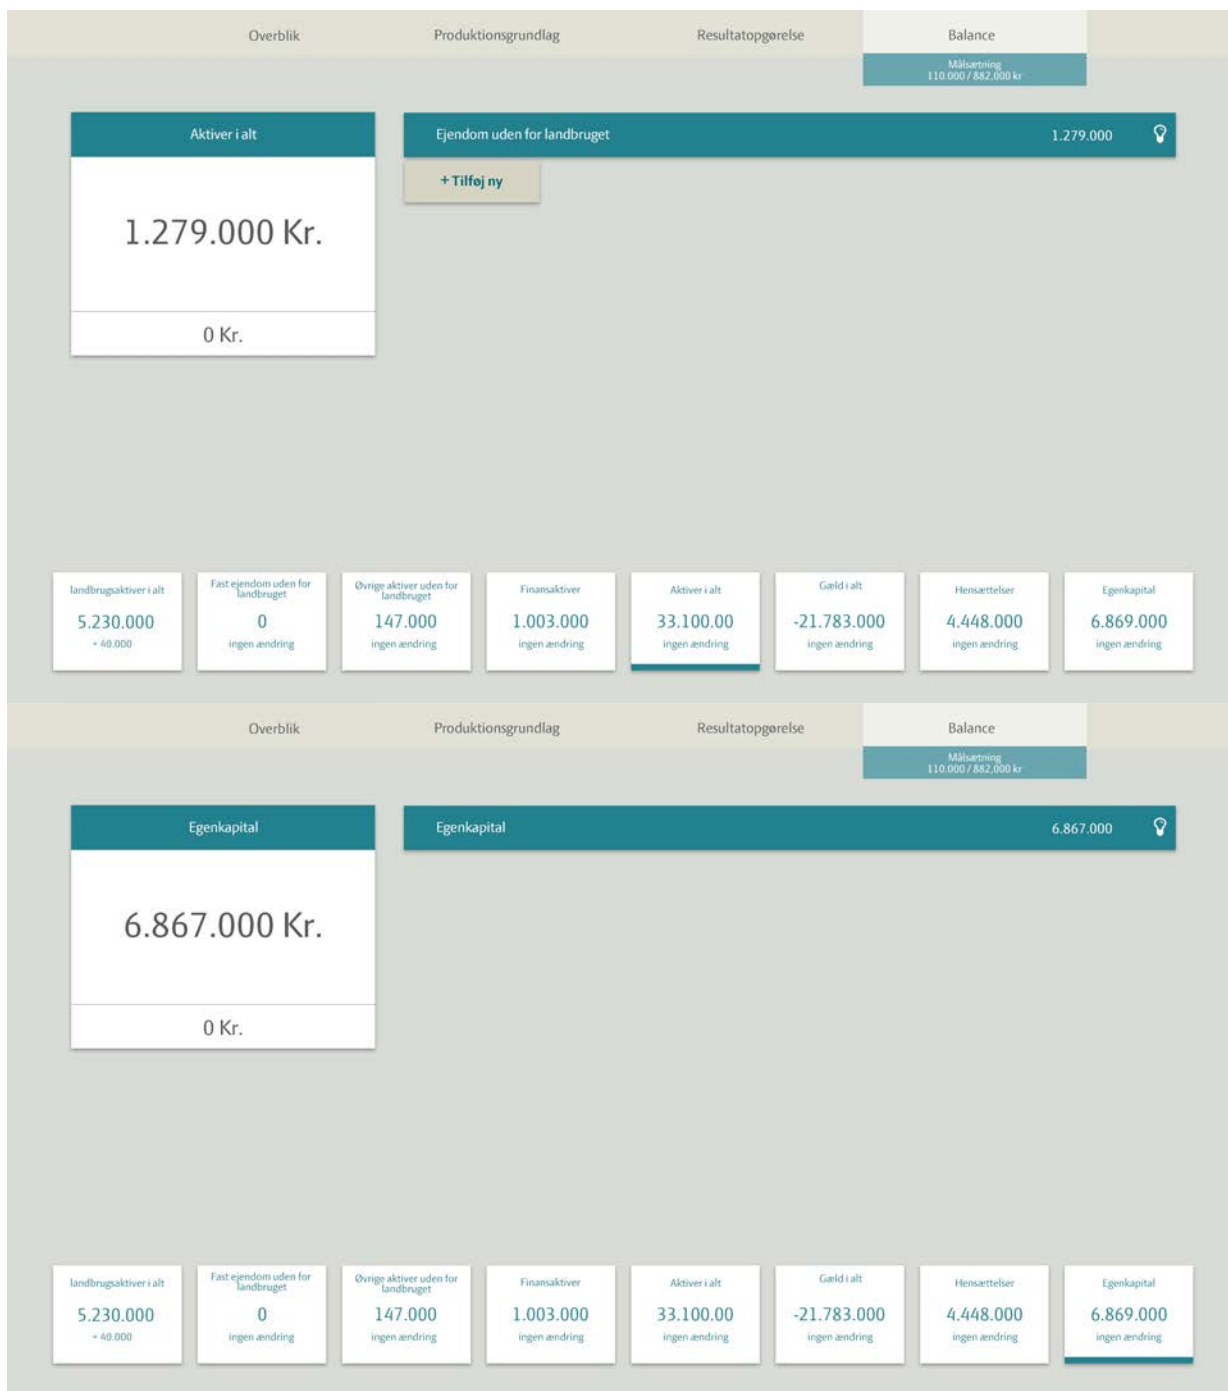 Overblik Produktionsgrundlag Resultatopgørelse Balance
Målsætning
110.000 / 882,000 kr
Aktiver i alt
1.279.000 Kr.
0 Kr.
Ejendom uden for landbruget 1.279.000
+ Tilføj ny
landbrugsaktiver i alt
5.230.000
- 40.000
Fast ejendom uden for
landbruget
0
ingen ændring
Øvrige aktiver uden for
landbruget
147.000
ingen ændring
Finansaktiver
1.003.000
ingen ændring
Aktiver i alt
33.100.00
ingen ændring
Gæld i alt
-21.783.000
ingen ændring
Hensættelser
4.448.000
ingen ændring
Egenkapital
6.869.000
ingen ændring
Overblik Produktionsgrundlag Resultatopgørelse Balance
Målsætning
110.000 / 882,000 kr
Egenkapital
6.867.000 Kr.
0 Kr.
Egenkapital 6.867.000
landbrugsaktiver i alt
5.230.000
- 40.000
Fast ejendom uden for
landbruget
0
ingen ændring
Øvrige aktiver uden for
landbruget
147.000
ingen ændring
Finansaktiver
1.003.000
ingen ændring
Aktiver i alt
33.100.00
ingen ændring
Gæld i alt
-21.783.000
ingen ændring
Hensættelser
4.448.000
ingen ændring
Egenkapital
6.869.000
ingen ændring